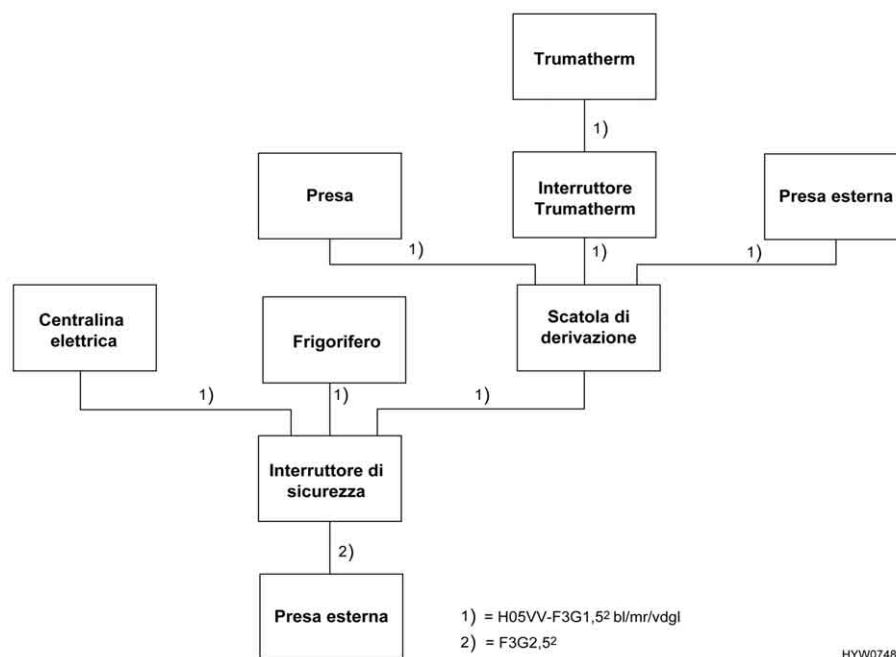 Trumatherm
1)
Presa
Interruttore
Trumatherm
Presa esterna
1)
1)
1)
Centralina
elettrica
Frigorifero
Scatola di
derivazione
1)
1)
1)
Interruttore di
sicurezza
2)
Presa esterna
1) = H05VV-F3G1,5² bl/mr/vdgl
2) = F3G2,5²